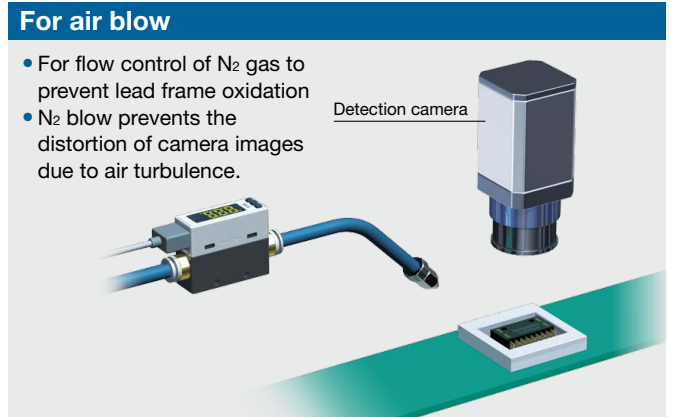 For air blow
• For flow control of N₂ gas to
prevent lead frame oxidation
• N₂ blow prevents the
distortion of camera images
due to air turbulence.
Detection camera